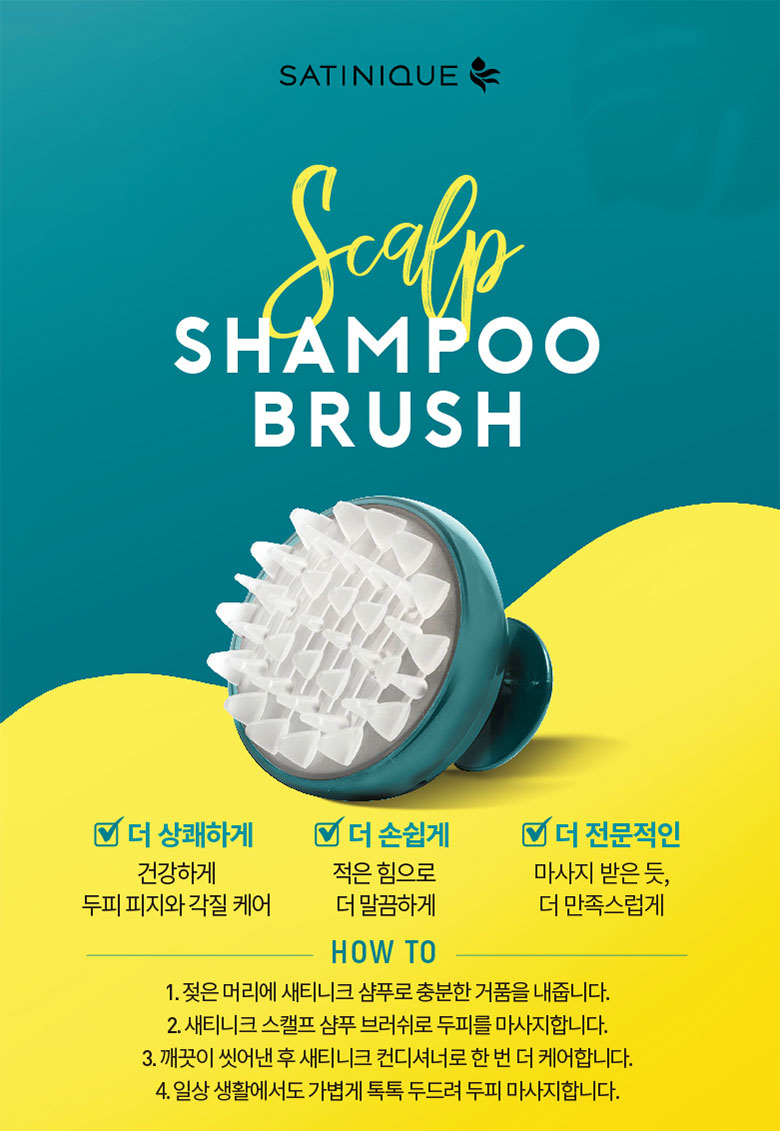 SATINIQUE
Scalp
SHAMPOO
BRUSH
더 상쾌하게
건강하게
두피 피지와 각질 케어
더 손쉽게
적은 힘으로
더 말끔하게
더 전문적인
마사지 받은 듯,
더 만족스럽게
HOW TO
1. 젖은 머리에 새티니크 샴푸로 충분한 거품을 내줍니다.
2. 새티니크 스캘프 샴푸 브러쉬로 두피를 마사지합니다.
3. 깨끗이 씻어낸 후 새티니크 컨디셔너로 한 번 더 케어합니다.
4. 일상 생활에서도 가볍게 톡톡 두드려 두피 마사지합니다.